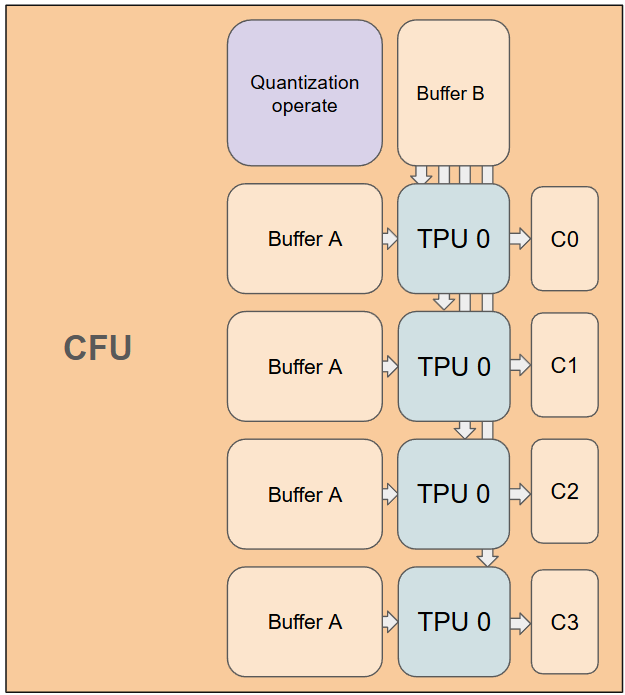 Quantization
operate
Buffer B
Buffer A
TPU 0
C0
CFU
Buffer A
TPU 0
C1
Buffer A
TPU 0
C2
Buffer A
TPU 0
C3